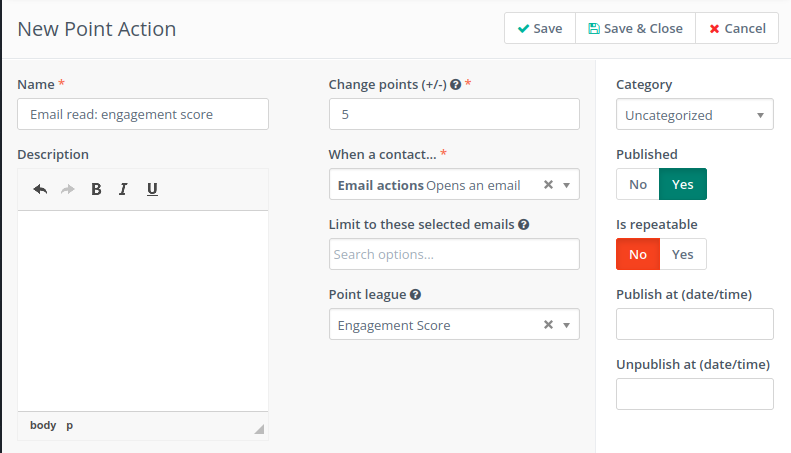 New Point Action
Save
Save & Close
Cancel
Name *
Email read: engagement score
Description
B I U
body p
Change points (+/-) *
5
When a contact... *
Email actions Opens an email
Limit to these selected emails
Search options...
Point league
Engagement Score
Category
Uncategorized
Published
No Yes
Is repeatable
No Yes
Publish at (date/time)
Unpublish at (date/time)